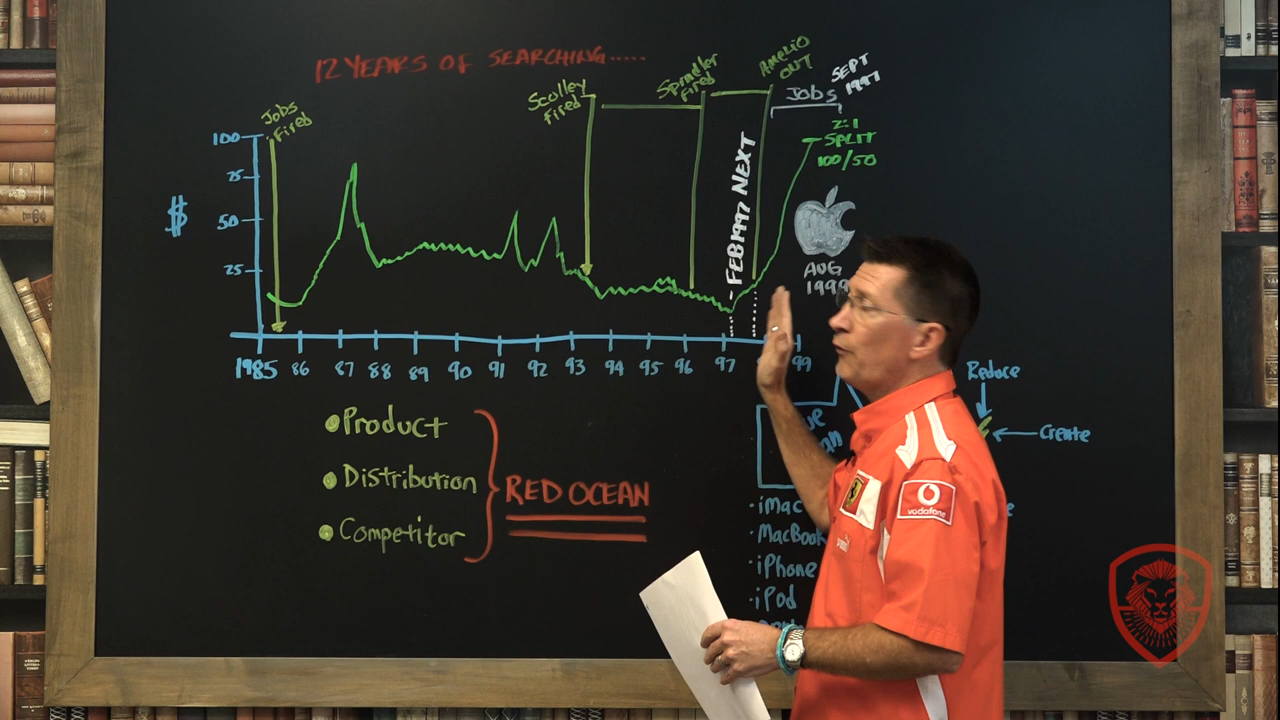 12 YEARS OF SEARCHING.....
Jobs
fired
Scolley
fired
Sprindler
fired
Amelio
OUT
Jobs
SEPT
1997
2:1
SPLIT
100/50
$
100
75
50
25
FEB 1997 NEXT
AUG
1999
1985 86 87 88 89 90 91 92 93 94 95 96 97 99
Product
Distribution
Competitor
RED OCEAN
Reduce
Create
iMac
MacBook
iPhone
iPod
vodafone